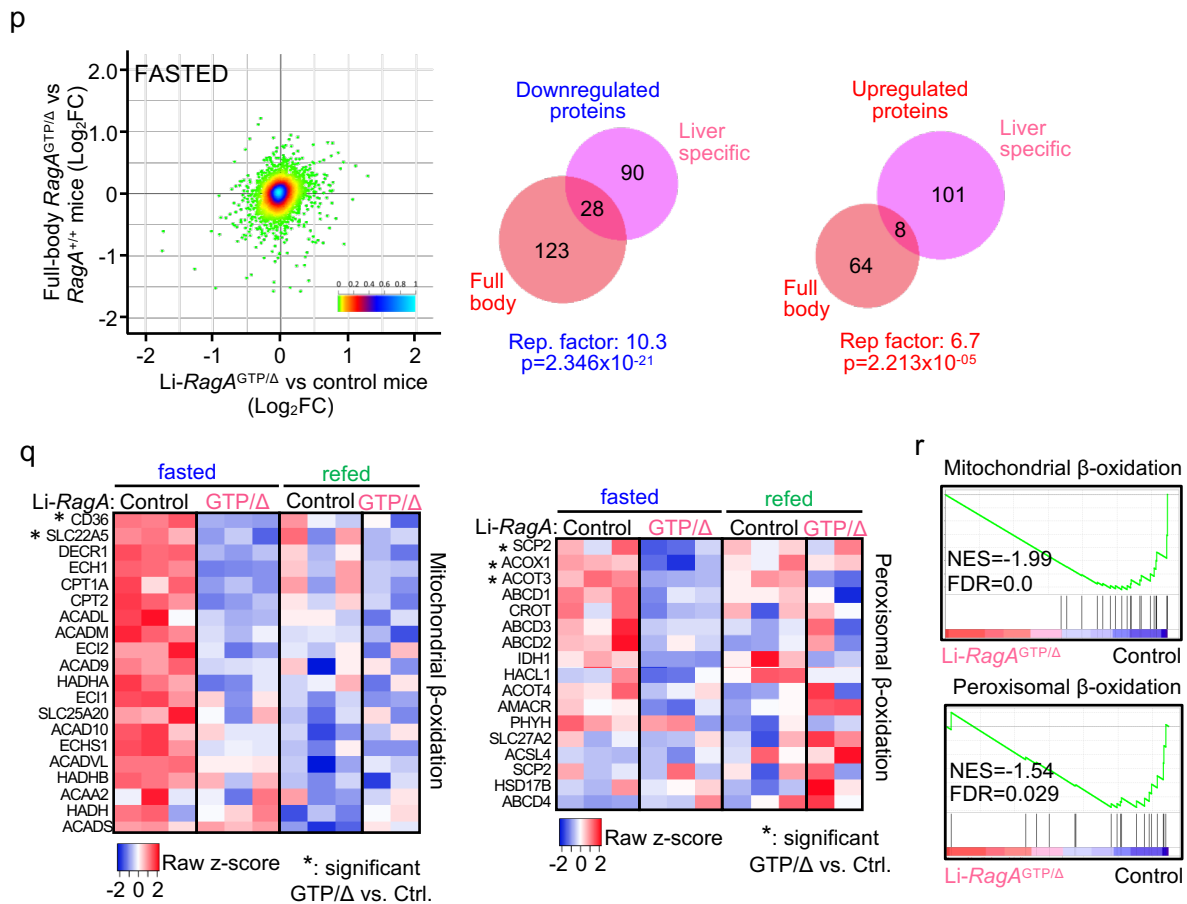 p
FASTED
2.0
1.0
0
-1
-2
-2
-1
0
1
2
0 0.2 0.4 0.6 0.8 1
Full-body RagA^GTP/Δ vs
RagA^+/+ mice (Log₂FC)
Li-RagA^GTP/Δ vs control mice
(Log₂FC)
Downregulated
proteins
Liver
specific
90
28
123
Full
body
Rep. factor: 10.3
p=2.346x10^-21
Upregulated
proteins
Liver
specific
101
8
64
Full
body
Rep factor: 6.7
p=2.213x10^-05
q
fasted
refed
Li-RagA: Control GTP/Δ Control GTP/Δ
* CD36
* SLC22A5
DECR1
ECH1
CPT1A
CPT2
ACADL
ACADM
ECI2
ACAD9
HADHA
ECI1
SLC25A20
ACAD10
ECHS1
ACADVL
HADHB
ACAA2
HADH
ACADS
Mitochondrial β-oxidation
Raw z-score
-2 0 2
*: significant
GTP/Δ vs. Ctrl.
fasted
refed
Li-RagA: Control GTP/Δ Control GTP/Δ
* SCP2
* ACOX1
* ACOT3
ABCD1
CROT
ABCD3
ABCD2
IDH1
HACL1
ACOT4
AMACR
PHYH
SLC27A2
ACSL4
SCP2
HSD17B
ABCD4
Peroxisomal β-oxidation
Raw z-score
-2 0 2
*: significant
GTP/Δ vs. Ctrl.
r
Mitochondrial β-oxidation
NES=-1.99
FDR=0.0
Li-RagA^GTP/Δ Control
Peroxisomal β-oxidation
NES=-1.54
FDR=0.029
Li-RagA^GTP/Δ Control